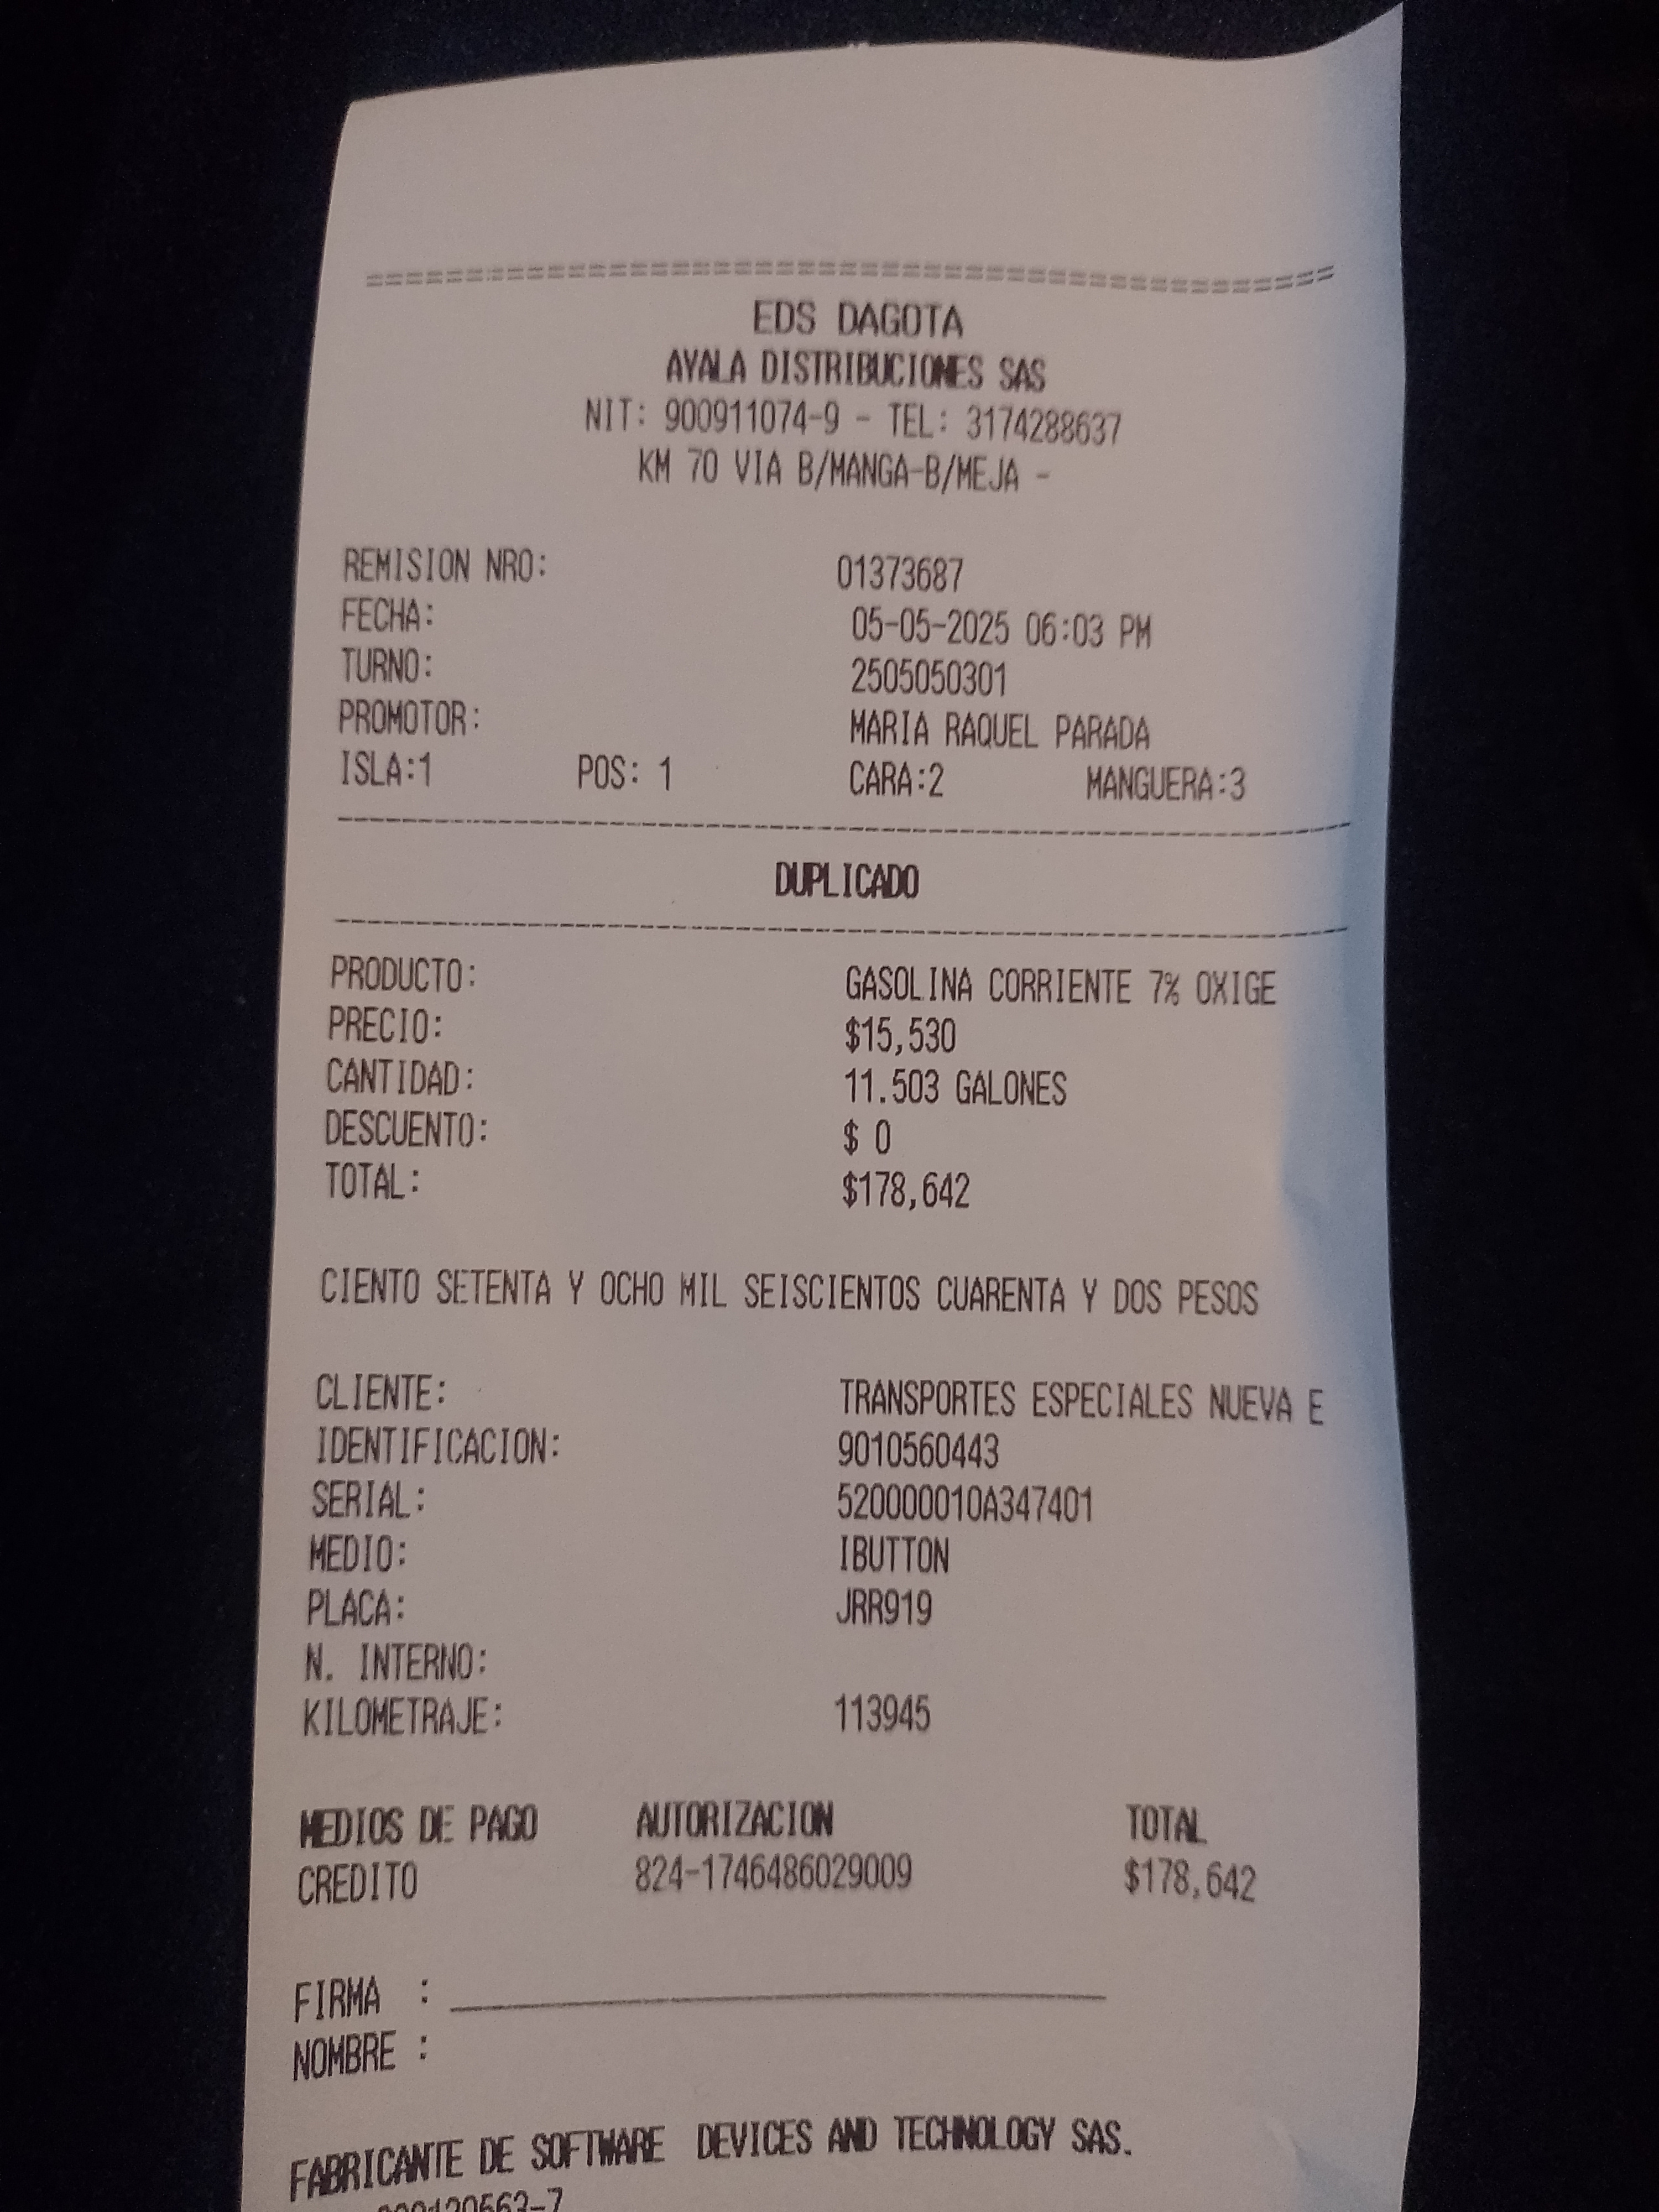 ================================================
EDS DAGOTA
AYALA DISTRIBUCIONES SAS
NIT: 900911074-9 - TEL: 3174288637
KM 70 VIA B/MANGA-B/MEJA -
REMISION NRO: 01373687
FECHA: 05-05-2025 06:03 PM
TURNO: 2505050301
PROMOTOR: MARIA RAQUEL PARADA
ISLA:1 POS: 1 CARA:2 MANGUERA:3
DUPLICADO
PRODUCTO: GASOLINA CORRIENTE 7% OXIGE
PRECIO: $15,530
CANTIDAD: 11.503 GALONES
DESCUENTO: $ 0
TOTAL: $178,642
CIENTO SETENTA Y OCHO MIL SEISCIENTOS CUARENTA Y DOS PESOS
CLIENTE: TRANSPORTES ESPECIALES NUEVA E
IDENTIFICACION: 9010560443
SERIAL: 520000010A347401
MEDIO: IBUTTON
PLACA: JRR919
N. INTERNO:
KILOMETRAJE: 113945
MEDIOS DE PAGO AUTORIZACION TOTAL
CREDITO 824-1746486029009 $178,642
FIRMA :
NOMBRE :
FABRICANTE DE SOFTWARE DEVICES AND TECHNOLOGY SAS.